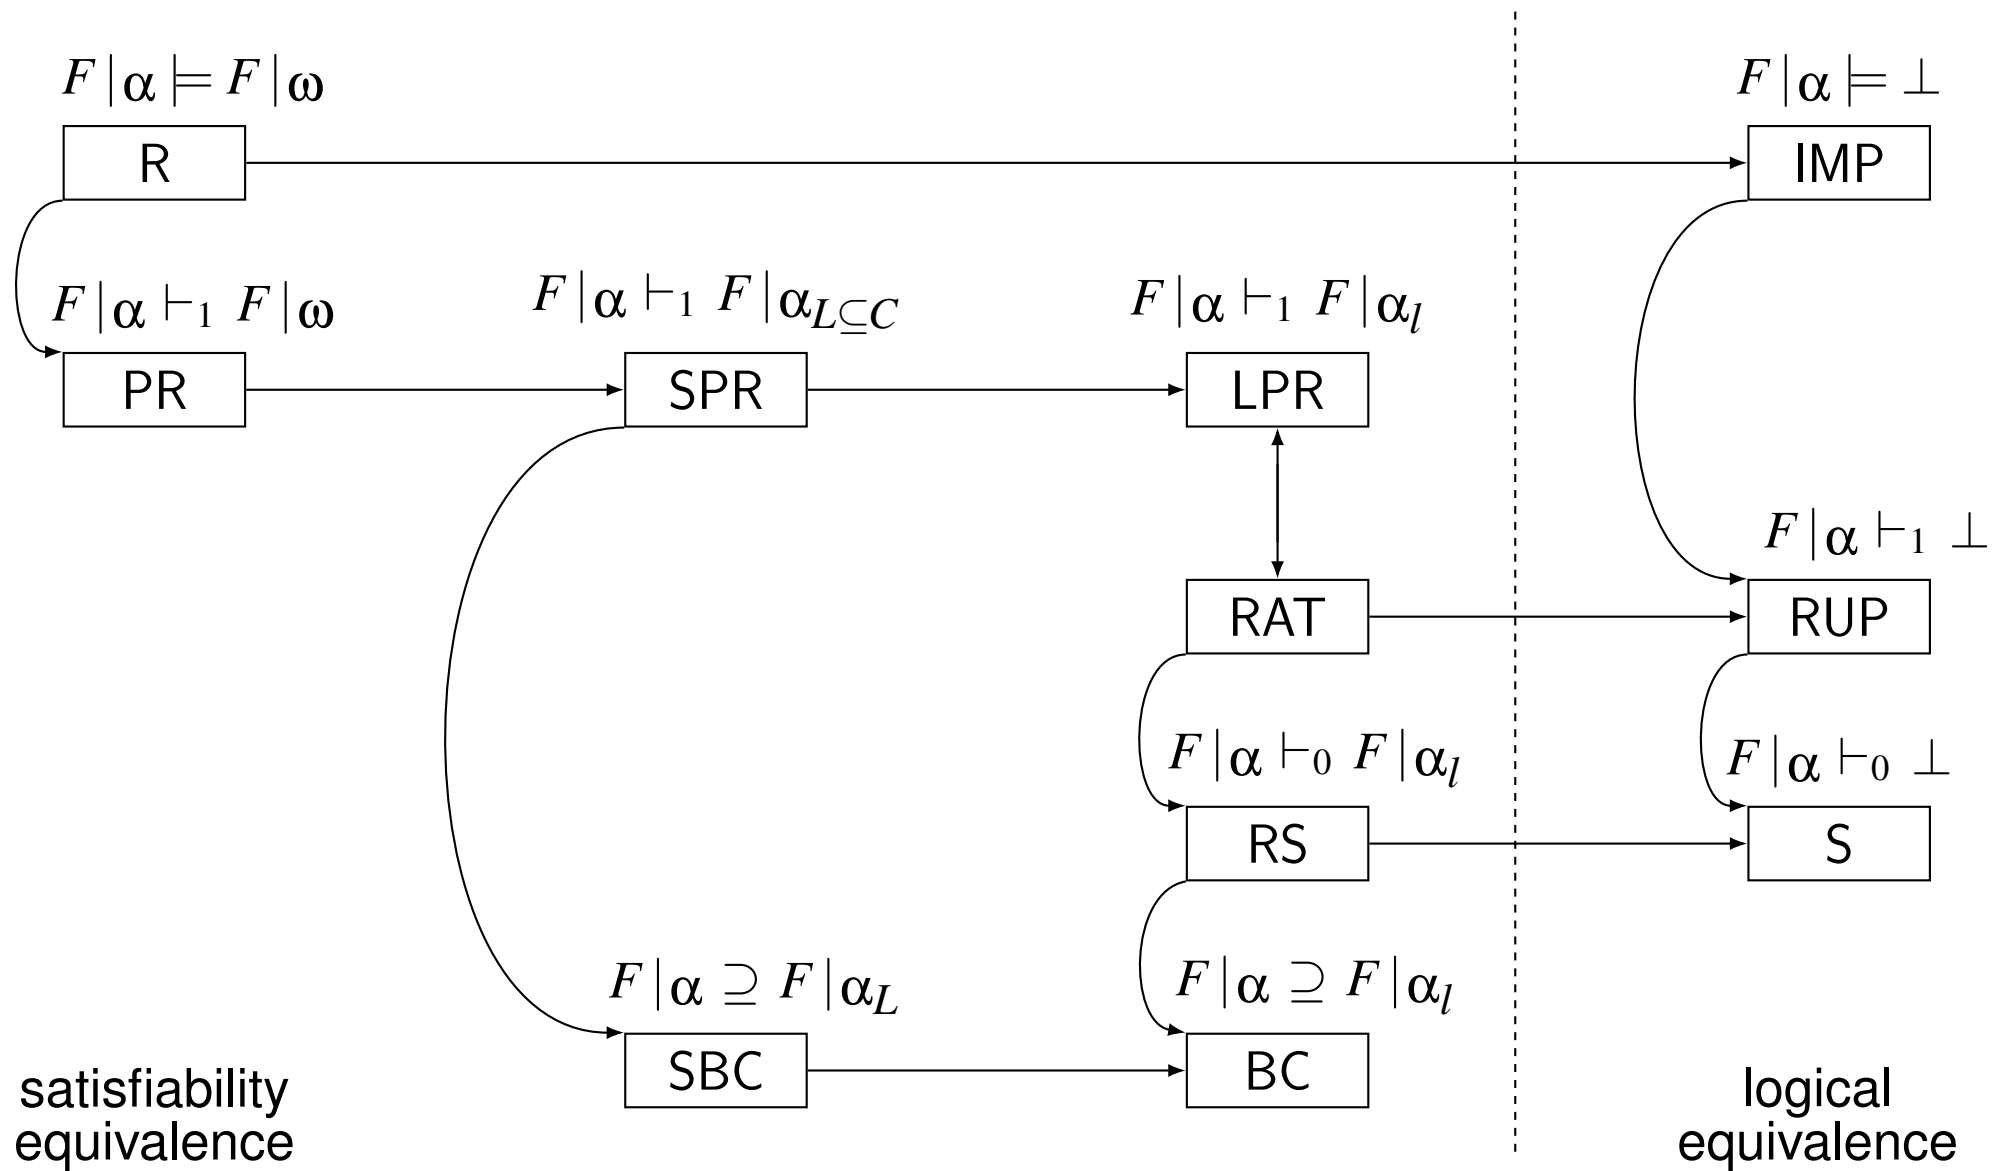 F|α ⊨ F|ω
F|α ⊨ ⊥
R
IMP
F|α ⊢₁ F|ω
F|α ⊢₁ F|α_{L⊆C}
F|α ⊢₁ F|α_l
PR
SPR
LPR
F|α ⊢₁ ⊥
RAT
RUP
F|α ⊢₀ F|α_l
F|α ⊢₀ ⊥
RS
S
F|α ⊇ F|α_L
F|α ⊇ F|α_l
SBC
BC
satisfiability
equivalence
logical
equivalence